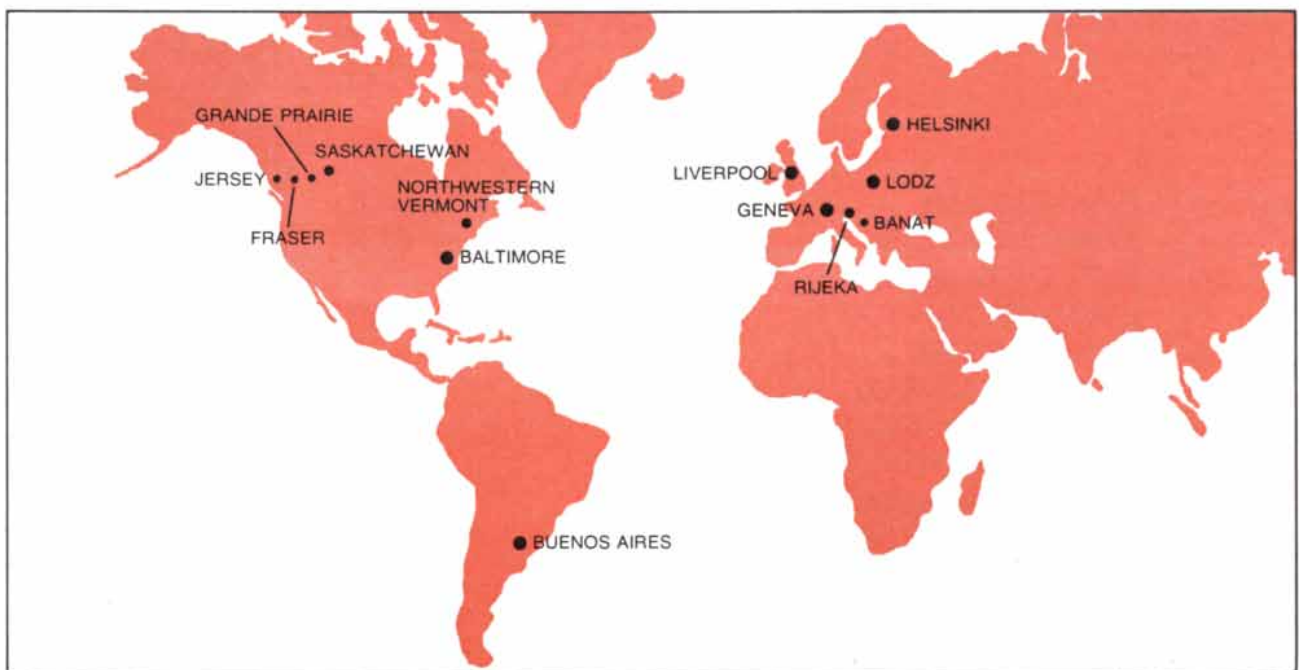 GRANDE PRAIRIE
SASKATCHEWAN
JERSEY
FRASER
NORTHWESTERN
VERMONT
BALTIMORE
BUENOS AIRES
HELSINKI
LIVERPOOL
LODZ
GENEVA
BANAT
RIJEKA